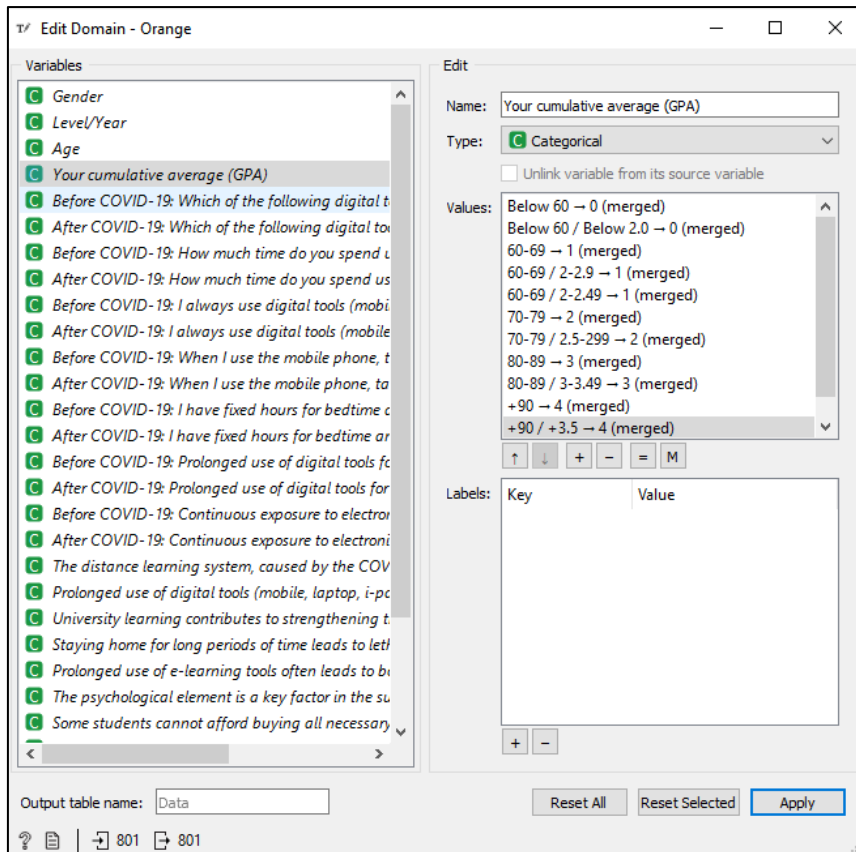 Edit Domain - Orange
Variables
Gender
Level/Year
Age
Your cumulative average (GPA)
Before COVID-19: Which of the following digital t
After COVID-19: Which of the following digital to
Before COVID-19: How much time do you spend u
After COVID-19: How much time do you spend us
Before COVID-19: I always use digital tools (mobi
After COVID-19: I always use digital tools (mobile
Before COVID-19: When I use the mobile phone, t
After COVID-19: When I use the mobile phone, ta
Before COVID-19: I have fixed hours for bedtime a
After COVID-19: I have fixed hours for bedtime an
Before COVID-19: Prolonged use of digital tools fo
After COVID-19: Prolonged use of digital tools for
Before COVID-19: Continuous exposure to electror
After COVID-19: Continuous exposure to electroni
The distance learning system, caused by the COV
Prolonged use of digital tools (mobile, laptop, i-pa
University learning contributes to strengthening t
Staying home for long periods of time leads to leth
Prolonged use of e-learning tools often leads to b
The psychological element is a key factor in the su
Some students cannot afford buying all necessary
Edit
Name: Your cumulative average (GPA)
Type: C Categorical
Unlink variable from its source variable
Values: Below 60 → 0 (merged)
Below 60 / Below 2.0 → 0 (merged)
60-69 → 1 (merged)
60-69 / 2-2.9 → 1 (merged)
60-69 / 2-2.49 → 1 (merged)
70-79 → 2 (merged)
70-79 / 2.5-299 → 2 (merged)
80-89 → 3 (merged)
80-89 / 3-3.49 → 3 (merged)
+90 → 4 (merged)
+90 / +3.5 → 4 (merged)
↑ ↓ + − = M
Labels: Key Value
+ −
Output table name: Data
Reset All Reset Selected Apply
? 801 801